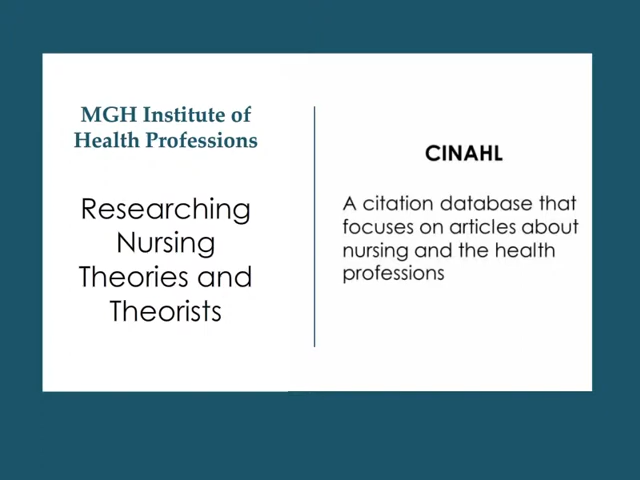 MGH Institute of
Health Professions
Researching
Nursing
Theories and
Theorists
CINAHL
A citation database that
focuses on articles about
nursing and the health
professions